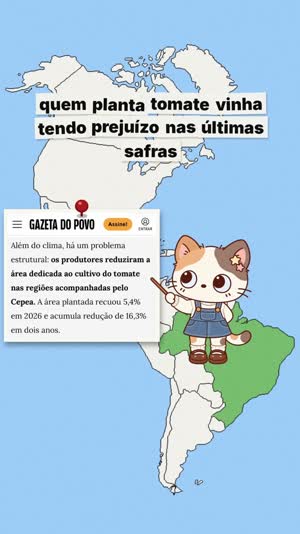 quem planta tomate vinha
tendo prejuízo nas últimas
safras
GAZETA DO POVO
Assine!
ENTRAR
Além do clima, há um problema
estrutural: os produtores reduziram a
área dedicada ao cultivo do tomate
nas regiões acompanhadas pelo
Cepea. A área plantada recuou 5,4%
em 2026 e acumula redução de 16,3%
em dois anos.